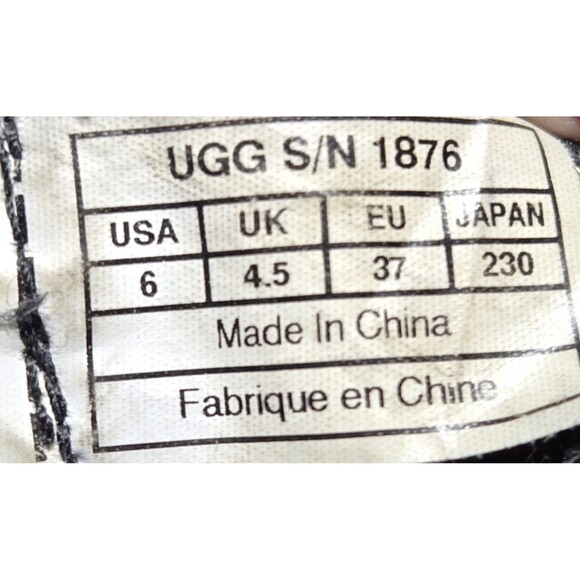 UGG S/N 1876
USA UK EU JAPAN
6 4.5 37 230
Made In China
Fabrique en Chine